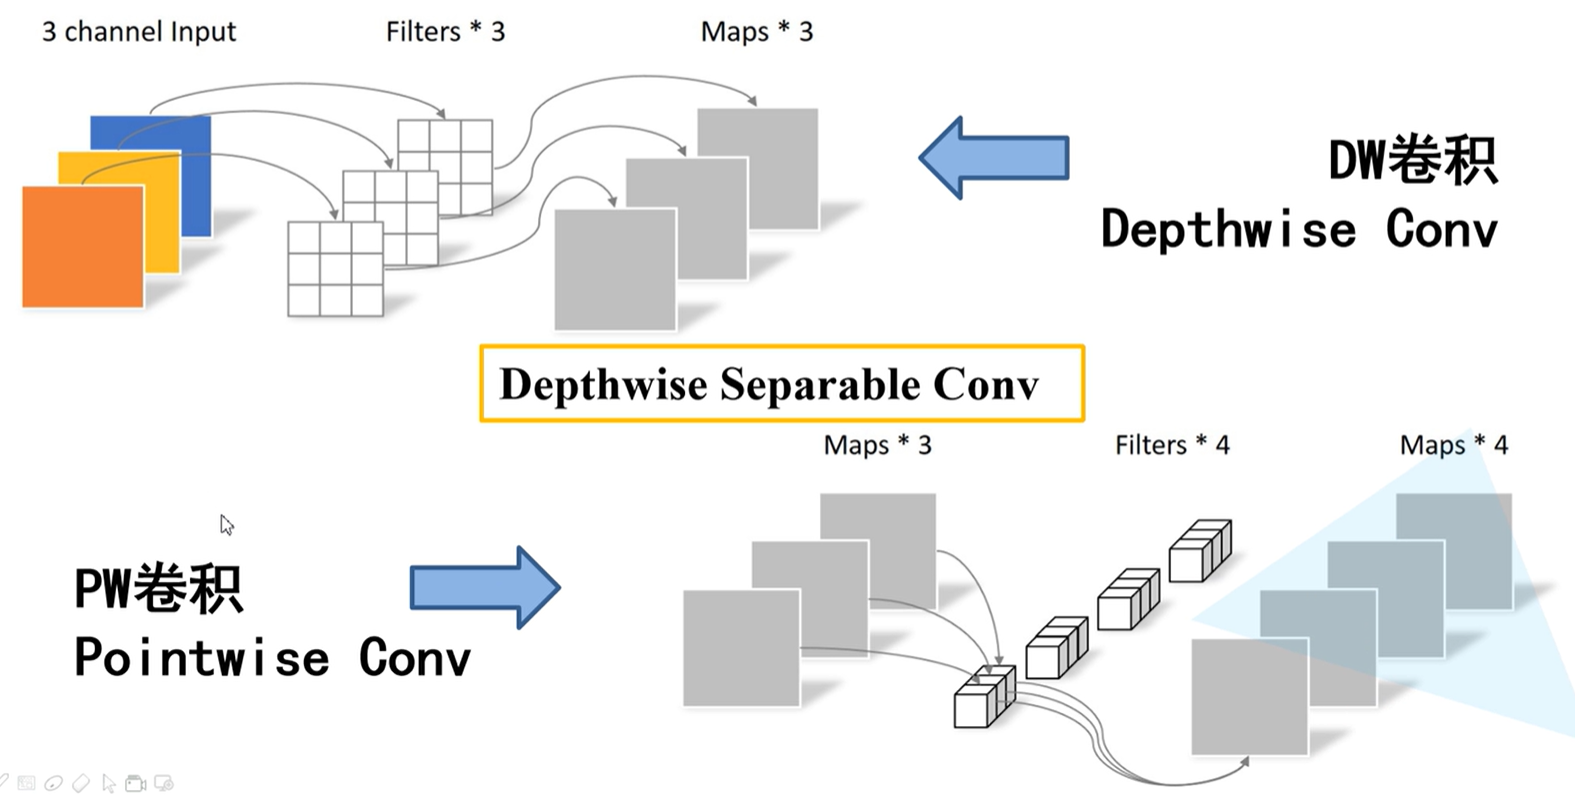 3 channel Input
Filters * 3
Maps * 3
DW卷积
Depthwise Conv
Depthwise Separable Conv
Maps * 3
Filters * 4
Maps * 4
PW卷积
Pointwise Conv